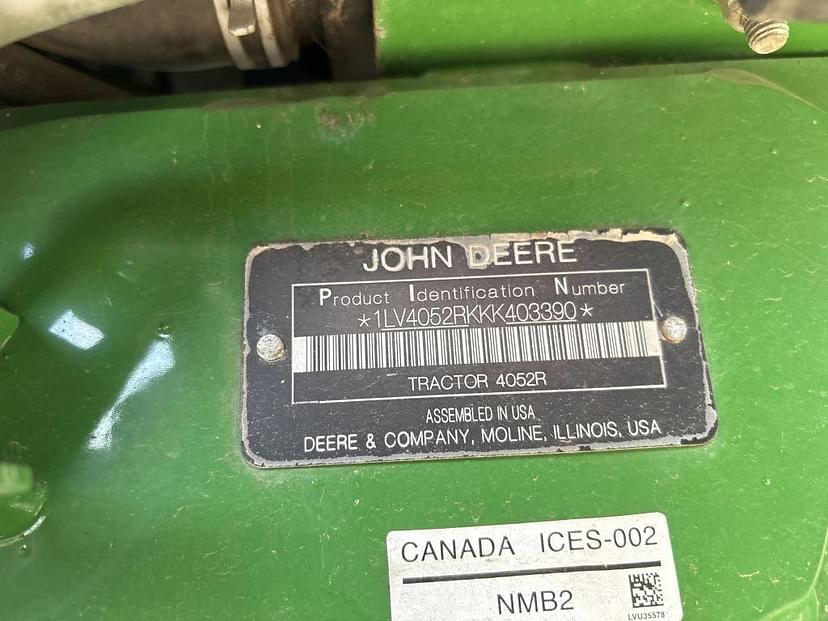 JOHN DEERE
Product Identification Number
*1LV4052RKKK403390*
TRACTOR 4052R
ASSEMBLED IN USA
DEERE & COMPANY, MOLINE, ILLINOIS, USA
CANADA ICES-002
NMB2
LVU35578